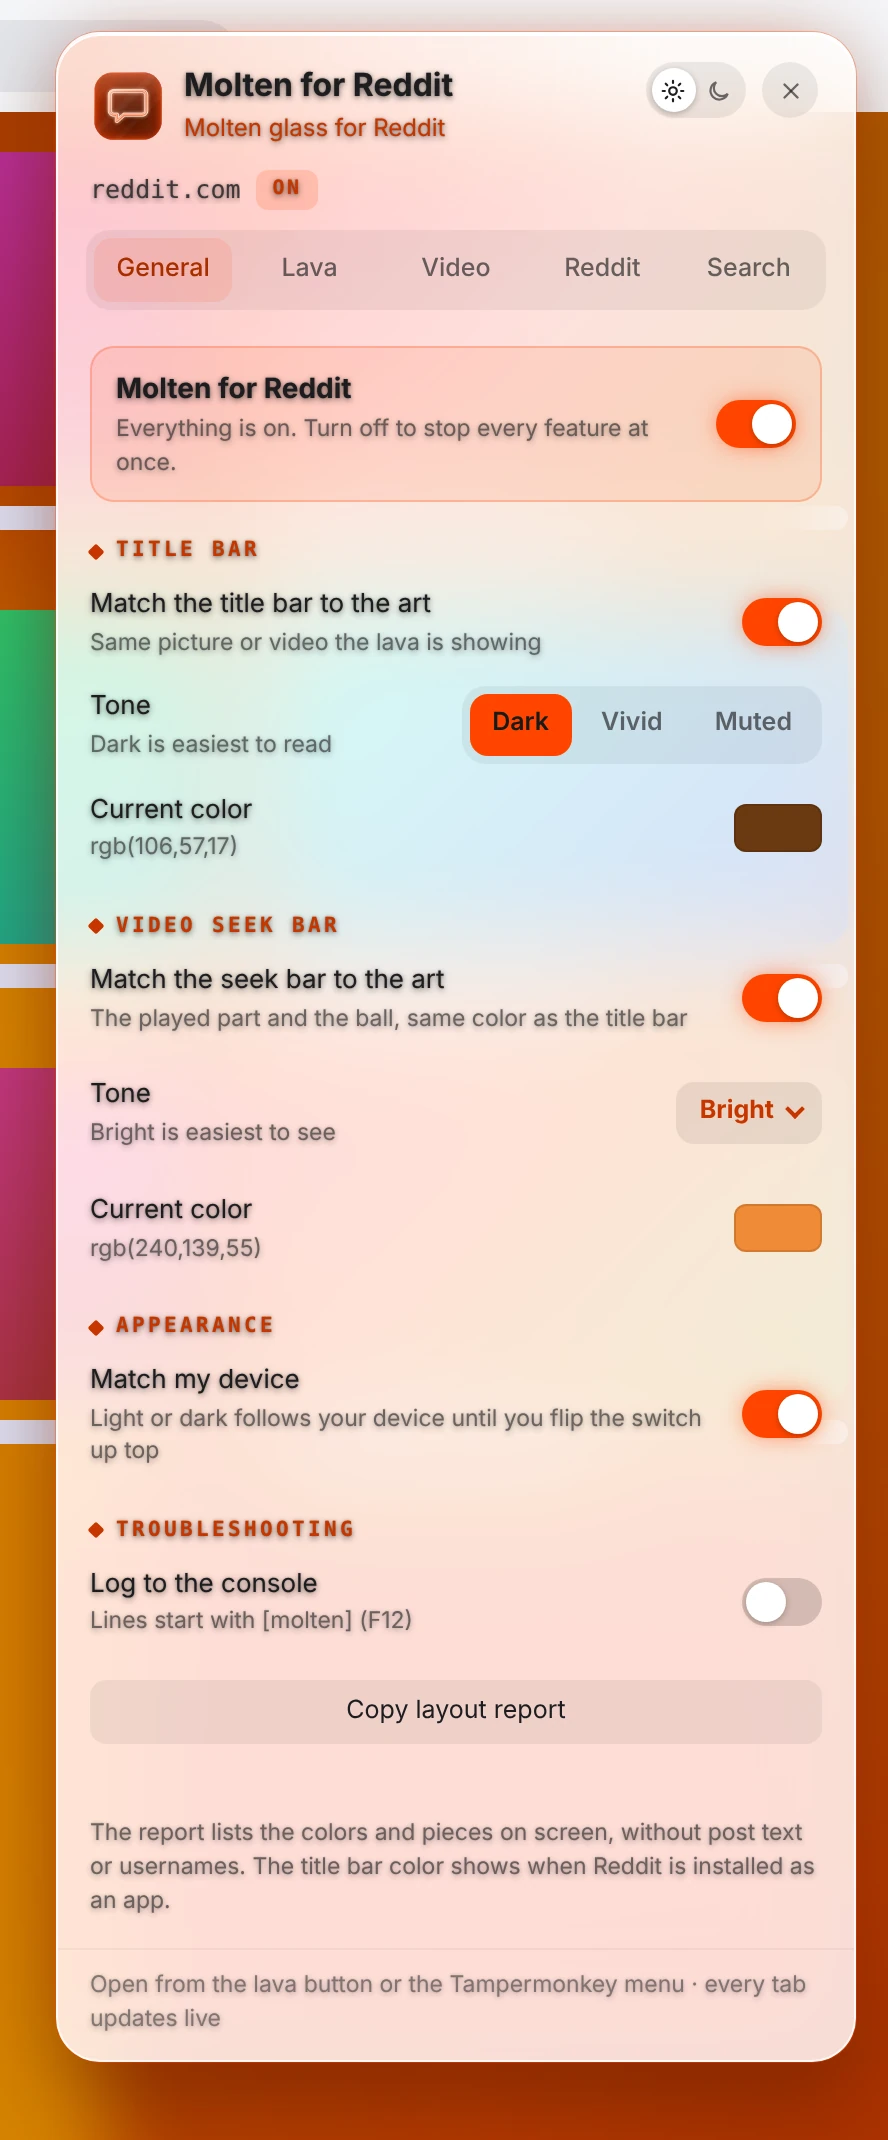 Molten for Reddit
Molten glass for Reddit
reddit.com ON
General Lava Video Reddit Search
Molten for Reddit
Everything is on. Turn off to stop every feature at
once.
TITLE BAR
Match the title bar to the art
Same picture or video the lava is showing
Tone
Dark is easiest to read
Dark Vivid Muted
Current color
rgb(106,57,17)
VIDEO SEEK BAR
Match the seek bar to the art
The played part and the ball, same color as the title bar
Tone
Bright is easiest to see
Bright
Current color
rgb(240,139,55)
APPEARANCE
Match my device
Light or dark follows your device until you flip the switch
up top
TROUBLESHOOTING
Log to the console
Lines start with [molten] (F12)
Copy layout report
The report lists the colors and pieces on screen, without post text
or usernames. The title bar color shows when Reddit is installed as
an app.
Open from the lava button or the Tampermonkey menu · every tab
updates live